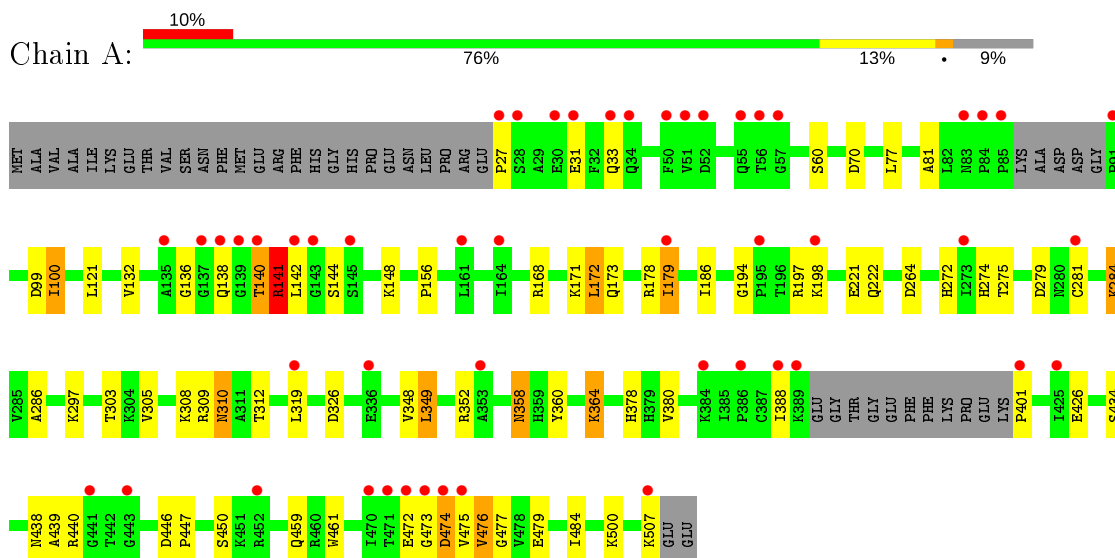 10%
Chain A:
76%
13%
•
9%
MET ALA VAL ALA ILE LYS GLU THR VAL SER ASN PHE MET GLU ARG PHE HIS GLY HIS PRO GLU ASN LEU PRO ARG GLU P27 S28 A29 E30 E31 F32 Q33 Q34 F50 V51 D52 Q55 T56 G57 S60 D70 L77 A81 L82 N83 P84 P85 LYS ALA ASP ASP GLY
D99 I100 L121 V132 A135 G136 G137 Q138 G139 T140 R141 L142 G143 S144 S145 K148 P156 L161 I164 R168 K171 L172 Q173 R178 I179 I186 G194 P195 T196 R197 K198 E221 Q222 D264 H272 I273 H274 T275 D279 N280 C281 K284
V285 A286 K297 T303 K304 V305 K308 R309 N310 A311 T312 L319 D326 E336 V348 L349 R352 A353 N358 H359 Y360 K364 H378 H379 V380 K384 I385 P386 C387 I388 K389 GLU GLY THR GLY GLU PHE PHE LYS PRO GLU LYS P401 I425 E426 S434
N438 A439 R440 G441 T442 G443 D446 P447 S450 K451 R452 Q459 R460 W461 I470 T471 E472 G473 D474 V475 V476 G477 V478 E479 I484 K500 K507 GLU GLU